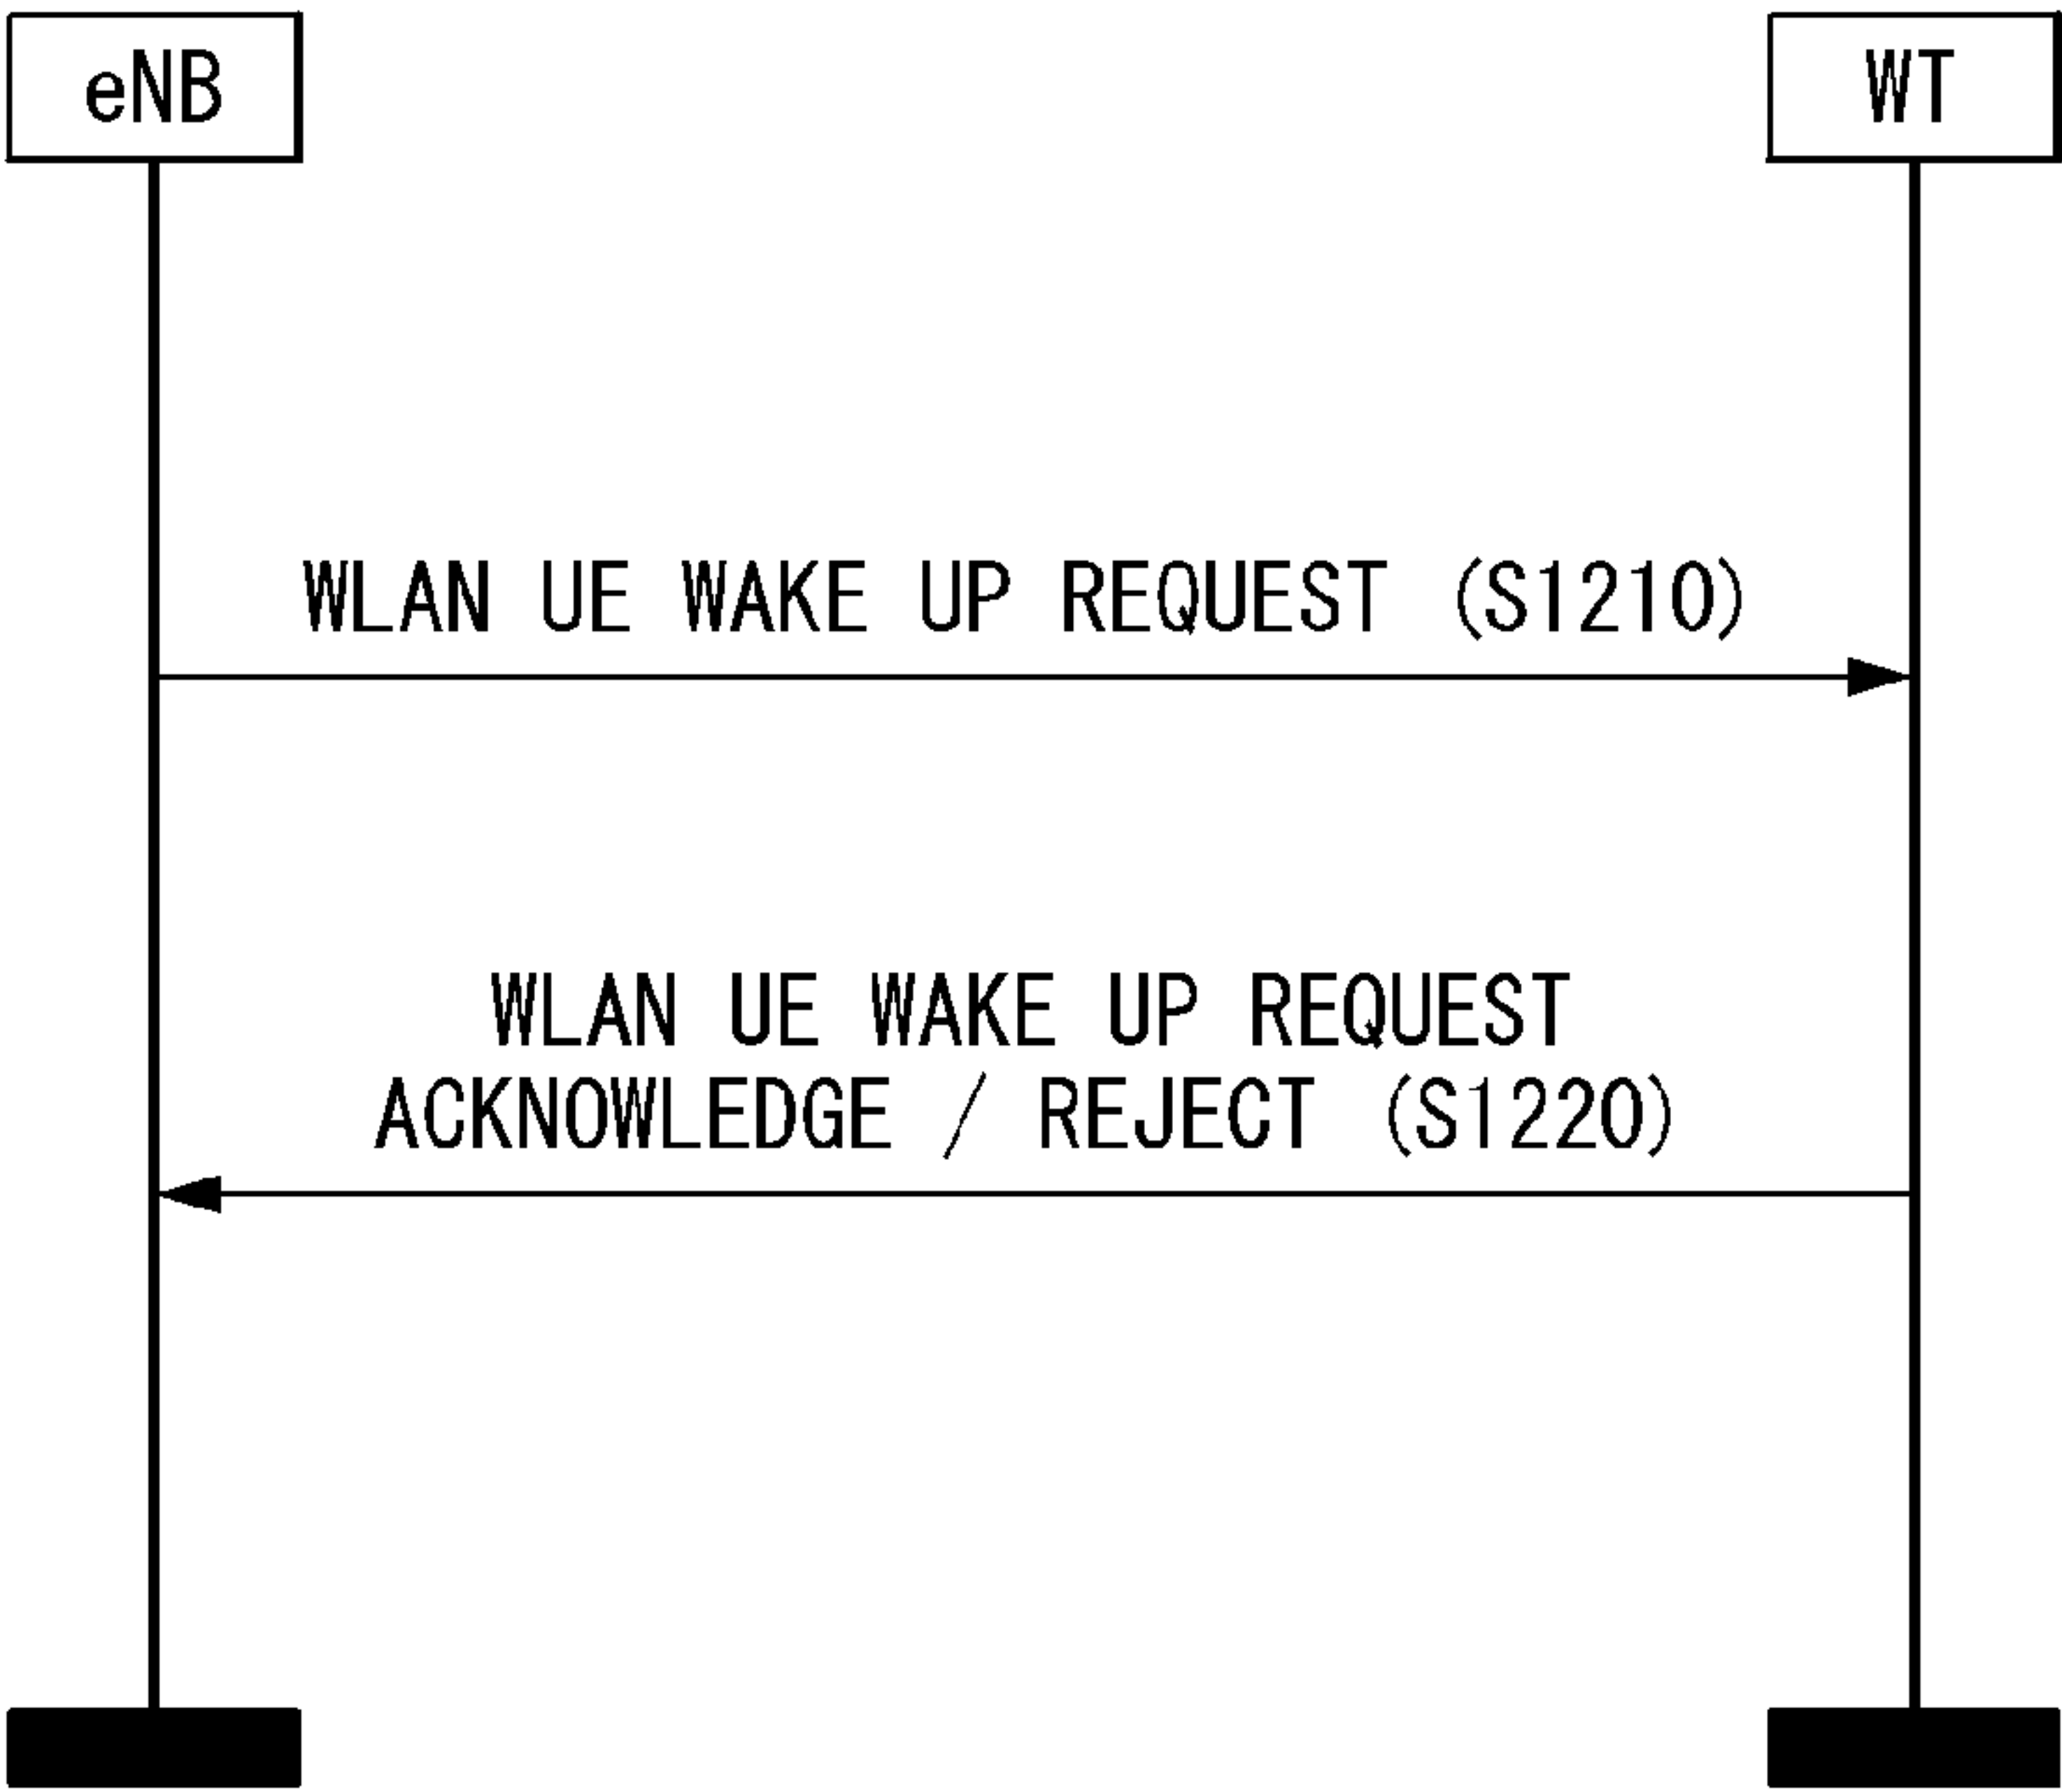 eNB
WT
WLAN UE WAKE UP REQUEST (S1210)
WLAN UE WAKE UP REQUEST
ACKNOWLEDGE / REJECT (S1220)